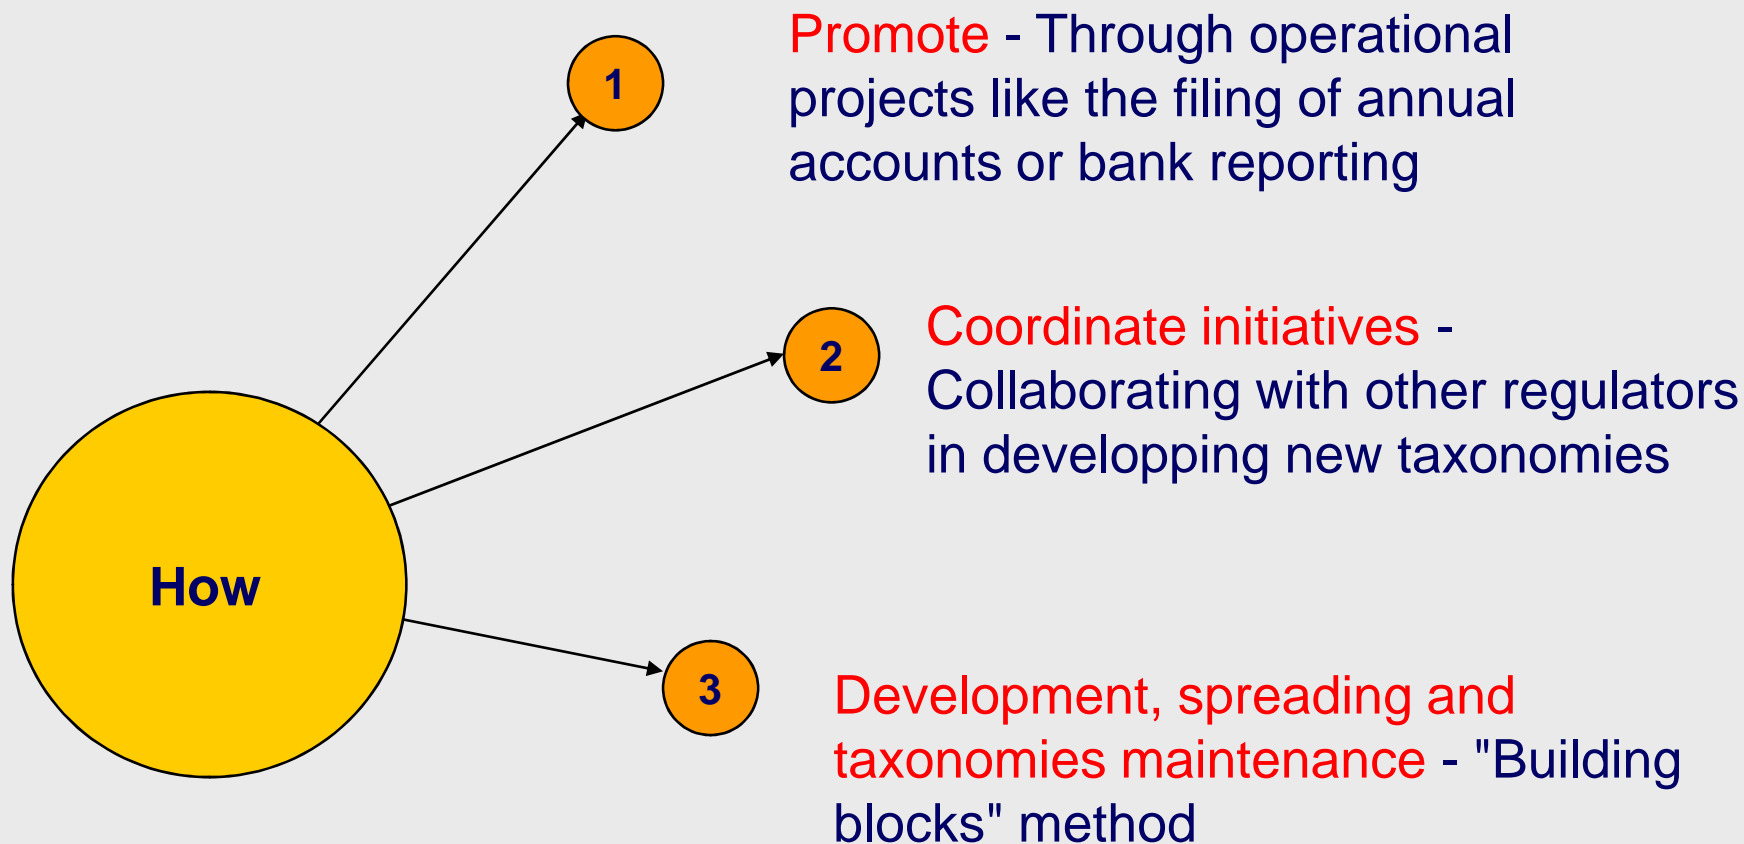 1
Promote - Through operational
projects like the filing of annual
accounts or bank reporting
2
Coordinate initiatives -
Collaborating with other regulators
in developping new taxonomies
How
3
Development, spreading and
taxonomies maintenance - "Building
blocks" method